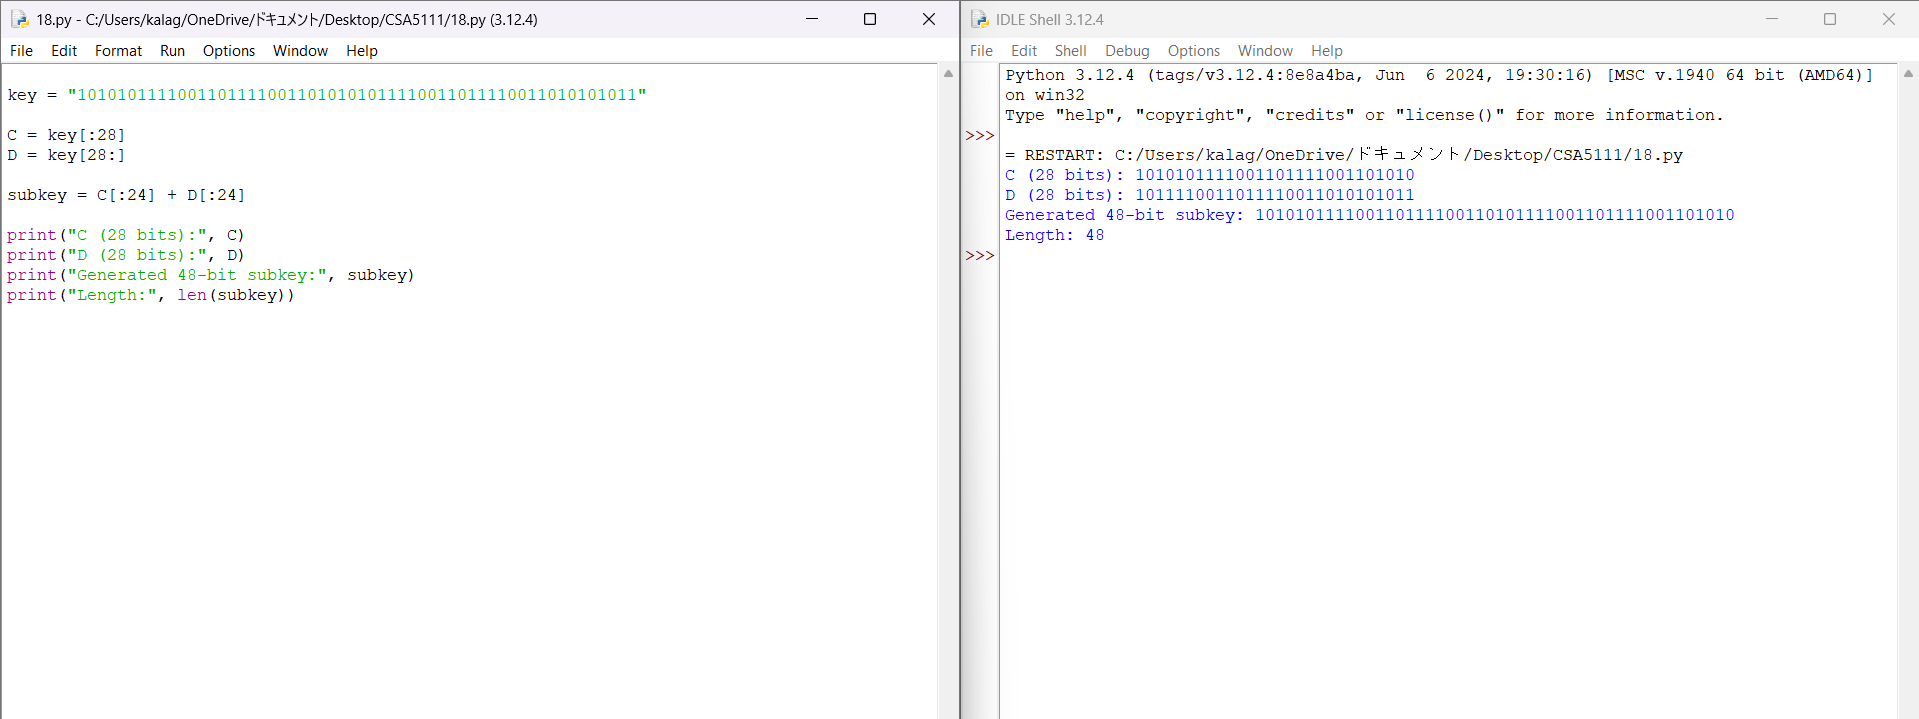 18.py - C:/Users/kalag/OneDrive/ドキュメント/Desktop/CSA5111/18.py (3.12.4)
File Edit Format Run Options Window Help
key = "10101011110011011110011010101011110011011110011010101011"
C = key[:28]
D = key[28:]
subkey = C[:24] + D[:24]
print("C (28 bits):", C)
print("D (28 bits):", D)
print("Generated 48-bit subkey:", subkey)
print("Length:", len(subkey))
IDLE Shell 3.12.4
File Edit Shell Debug Options Window Help
Python 3.12.4 (tags/v3.12.4:8e8a4ba, Jun  6 2024, 19:30:16) [MSC v.1940 64 bit (AMD64)]
on win32
Type "help", "copyright", "credits" or "license()" for more information.
>>>
= RESTART: C:/Users/kalag/OneDrive/ドキュメント/Desktop/CSA5111/18.py
C (28 bits): 1010101111001101111001101010
D (28 bits): 1011110011011110011010101011
Generated 48-bit subkey: 101010111100110111100110101111001101111001101010
Length: 48
>>>